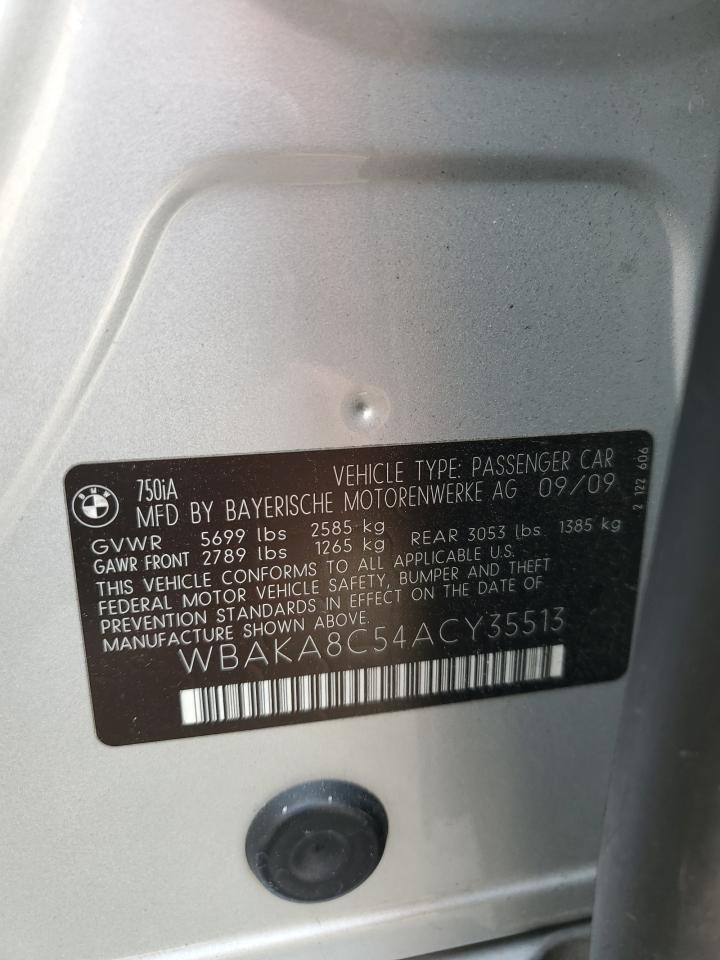 BMW
750iA VEHICLE TYPE: PASSENGER CAR
MFD BY BAYERISCHE MOTORENWERKE AG 09/09
GVWR 5699 lbs 2585 kg
GAWR FRONT 2789 lbs 1265 kg REAR 3053 lbs 1385 kg
THIS VEHICLE CONFORMS TO ALL APPLICABLE U.S.
FEDERAL MOTOR VEHICLE SAFETY, BUMPER AND THEFT
PREVENTION STANDARDS IN EFFECT ON THE DATE OF
MANUFACTURE SHOWN ABOVE.
WBAKA8C54ACY35513
2 122 606